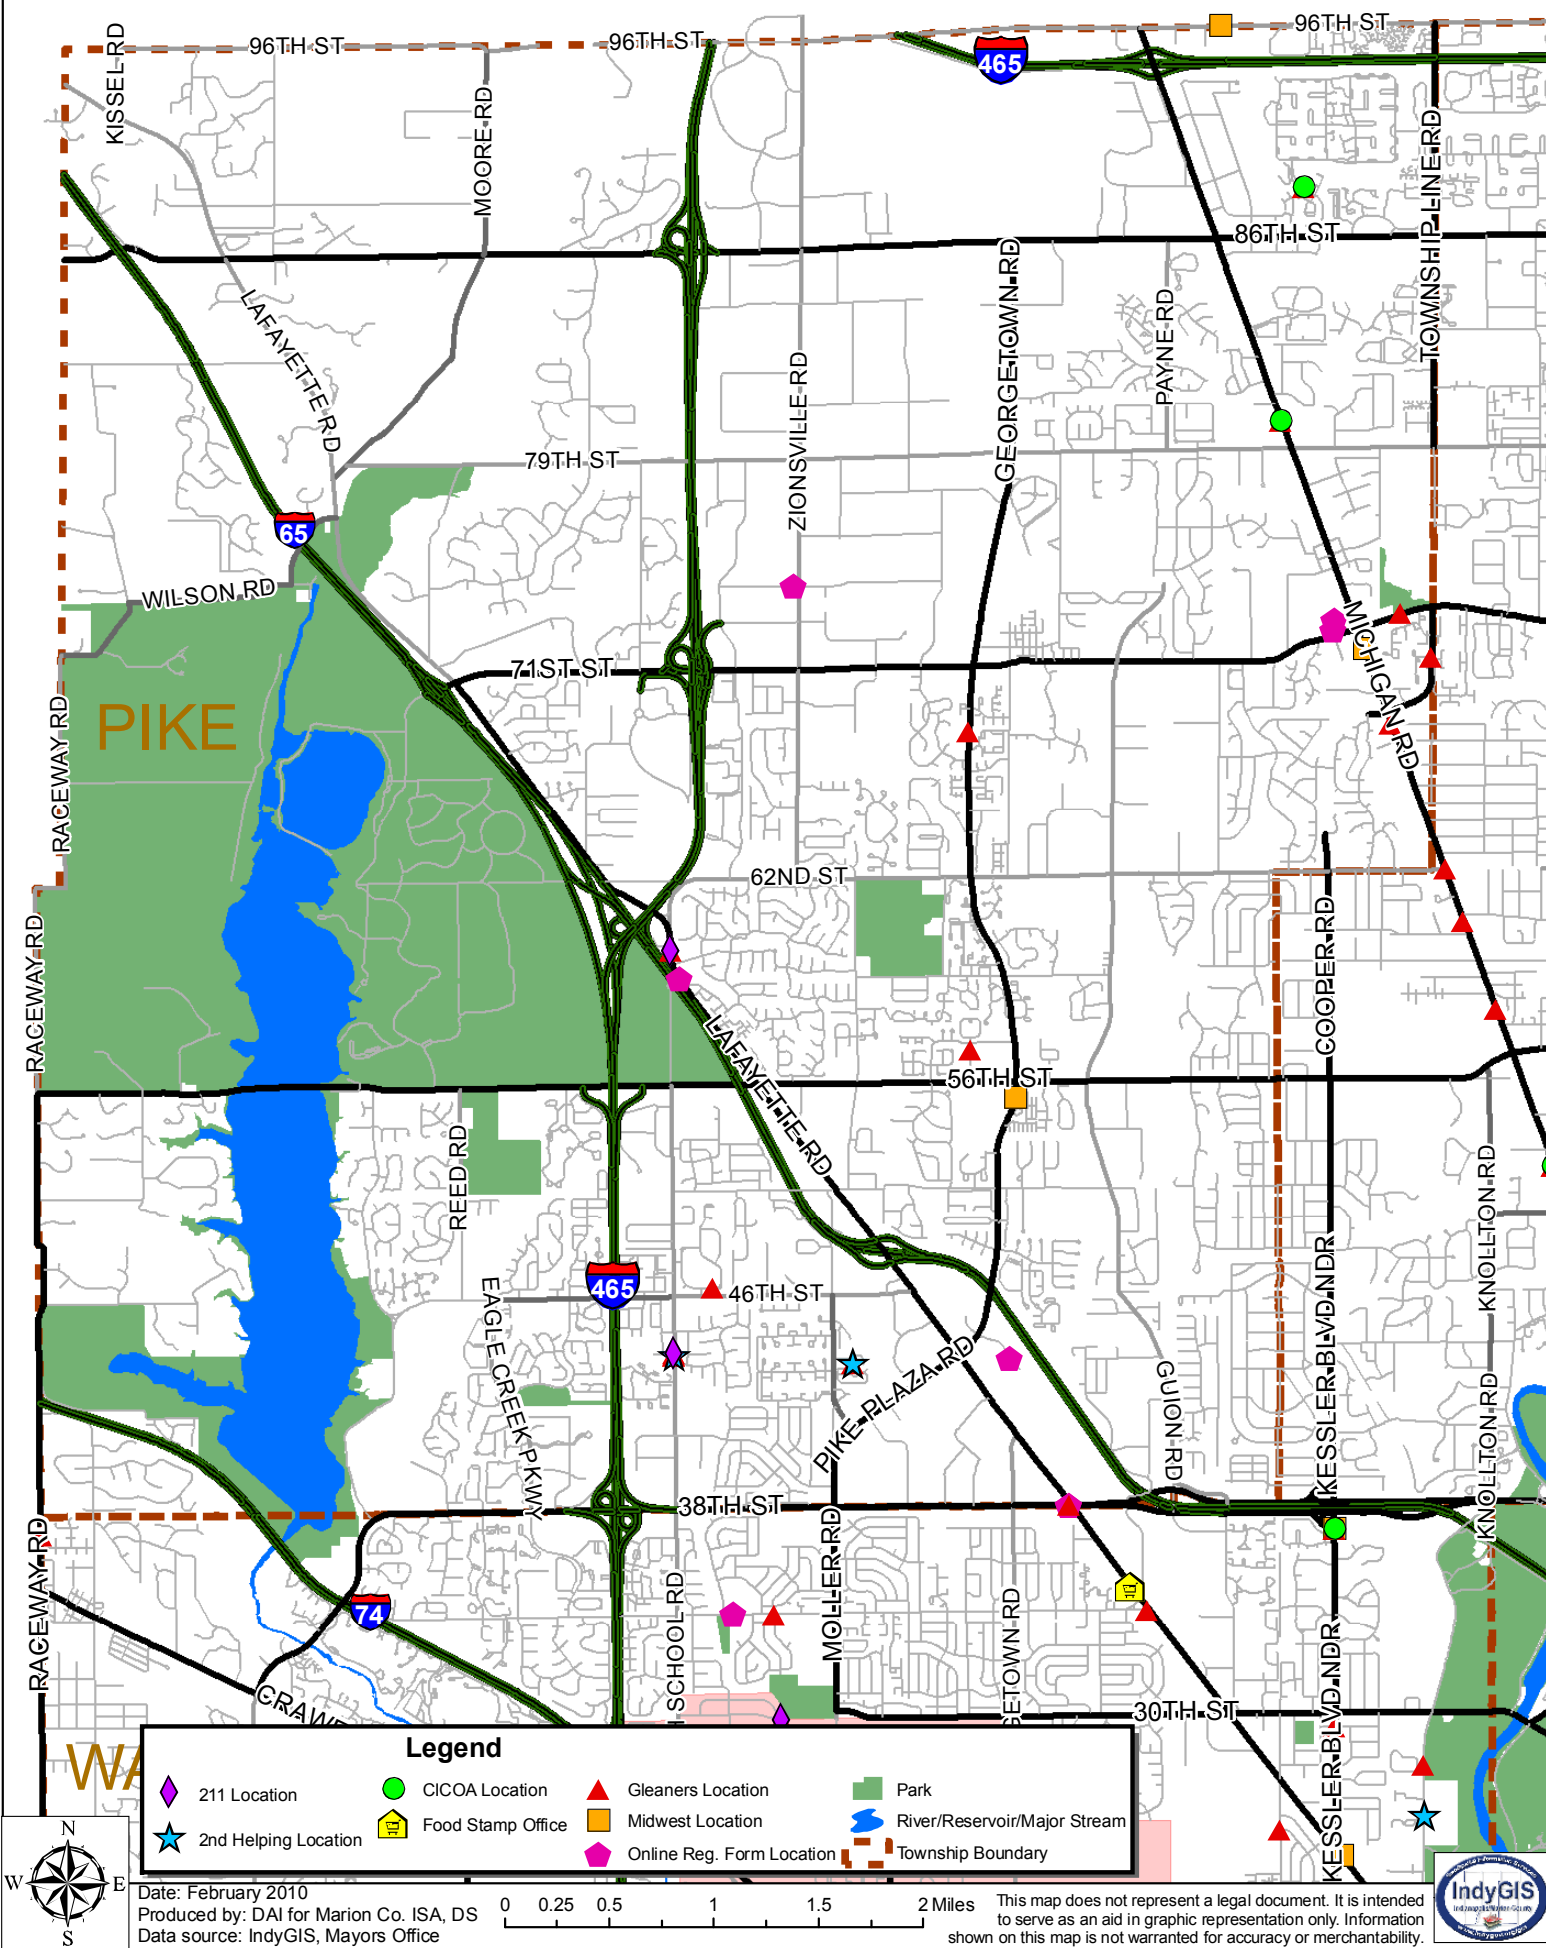 KISSEL RD
96TH ST
96TH ST
96TH ST
465
MOORE RD
TOWNSHIP LINE RD
86TH ST
GEORGETOWN RD
LAFAYETTE RD
ZIONSVILLE RD
PAYNE RD
79TH ST
65
WILSON RD
MICHIGAN RD
71ST ST
PIKE
RACEWAY RD
62ND ST
RACEWAY RD
COOPER RD
LAFAYETTE RD
56TH ST
REED RD
KNOLLTON RD
465
46TH ST
EAGLE CREEK PKWY
PIKE PLAZA RD
GUION RD
KESSLER BLVD NDR
KNOLLTON RD
38TH ST
RACEWAY RD
MOLLER RD
74
SCHOOL RD
GETOWN RD
KESSLER BLVD NDR
CRAWF
30TH ST
WA
Legend
211 Location
2nd Helping Location
CICOA Location
Food Stamp Office
Gleaners Location
Midwest Location
Online Reg. Form Location
Park
River/Reservoir/Major Stream
Township Boundary
N
W
E
S
Date: February 2010
Produced by: DAI for Marion Co. ISA, DS
Data source: IndyGIS, Mayors Office
0 0.25 0.5 1 1.5 2 Miles
This map does not represent a legal document. It is intended
to serve as an aid in graphic representation only. Information
shown on this map is not warranted for accuracy or merchantability.
IndyGIS